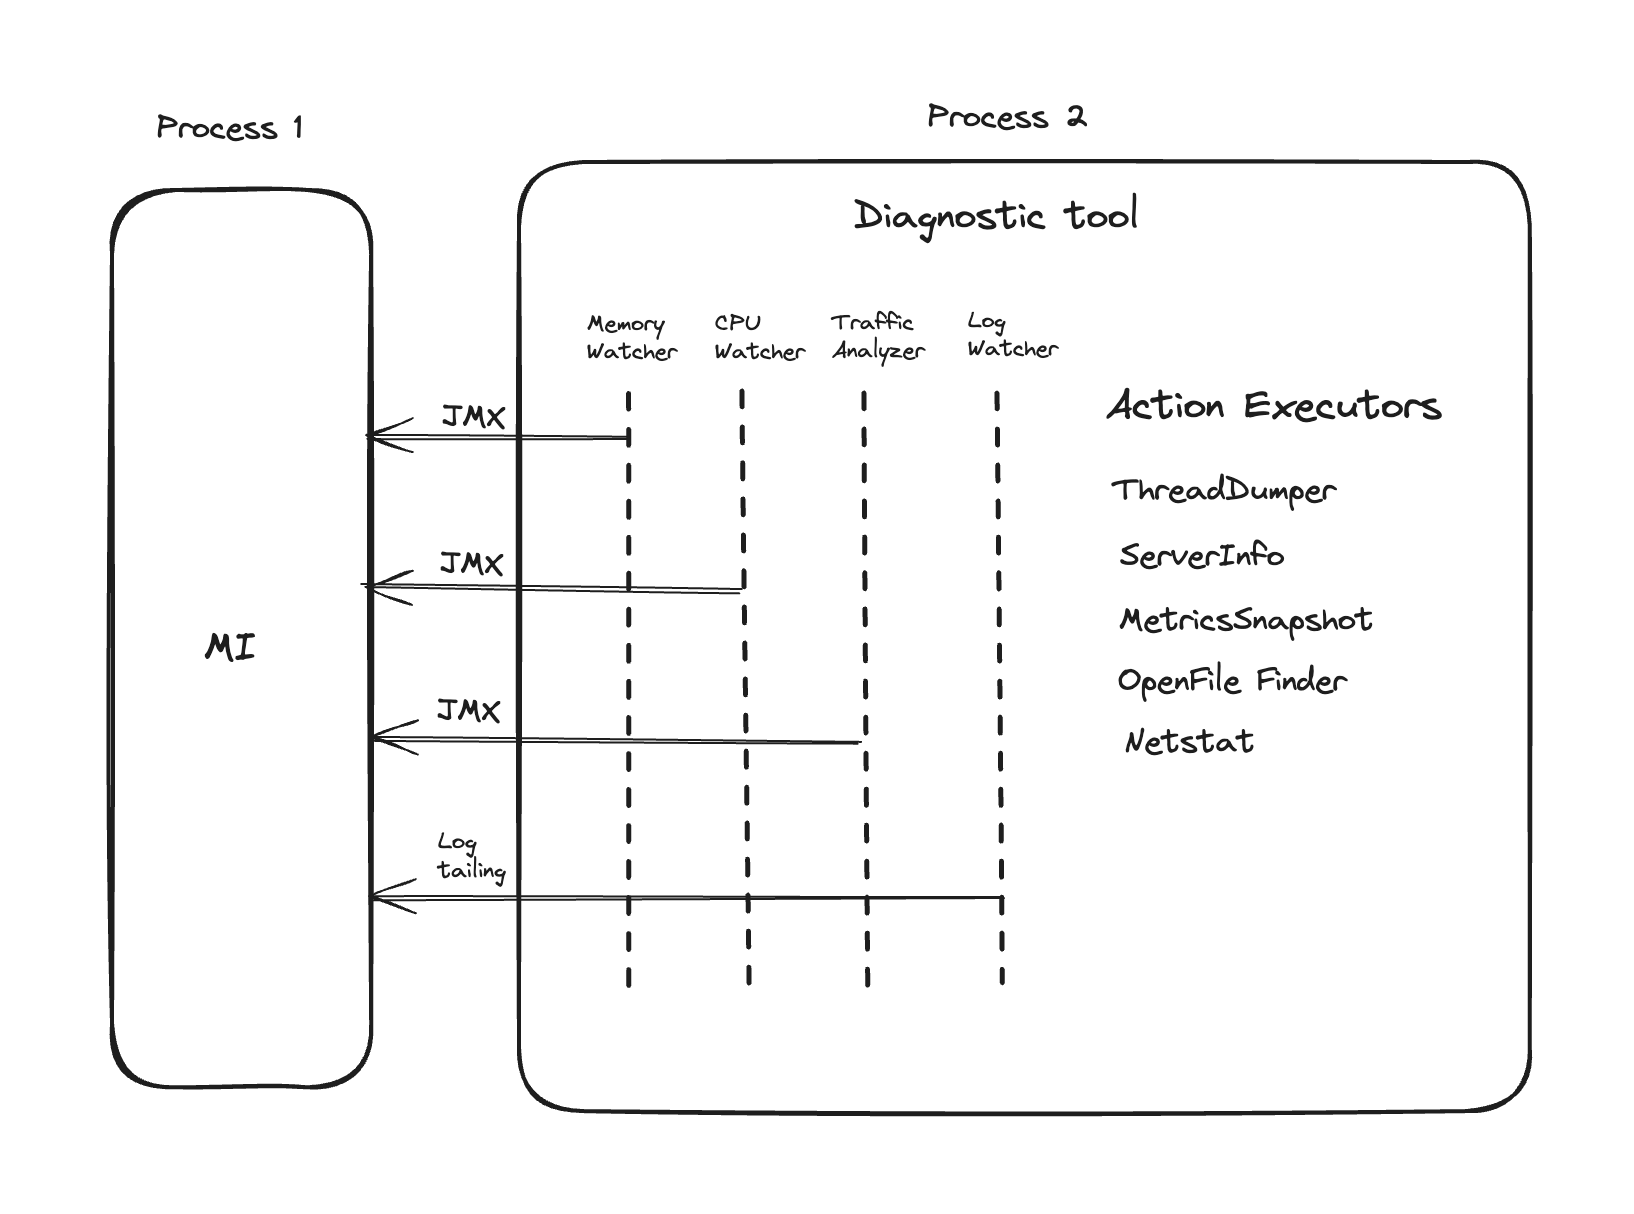 Process 1
Process 2
Diagnostic tool
Memory
Watcher
CPU
Watcher
Traffic
Analyzer
Log
Watcher
JMX
JMX
JMX
Log
tailing
MI
Action Executors
ThreadDumper
ServerInfo
MetricsSnapshot
OpenFile Finder
Netstat